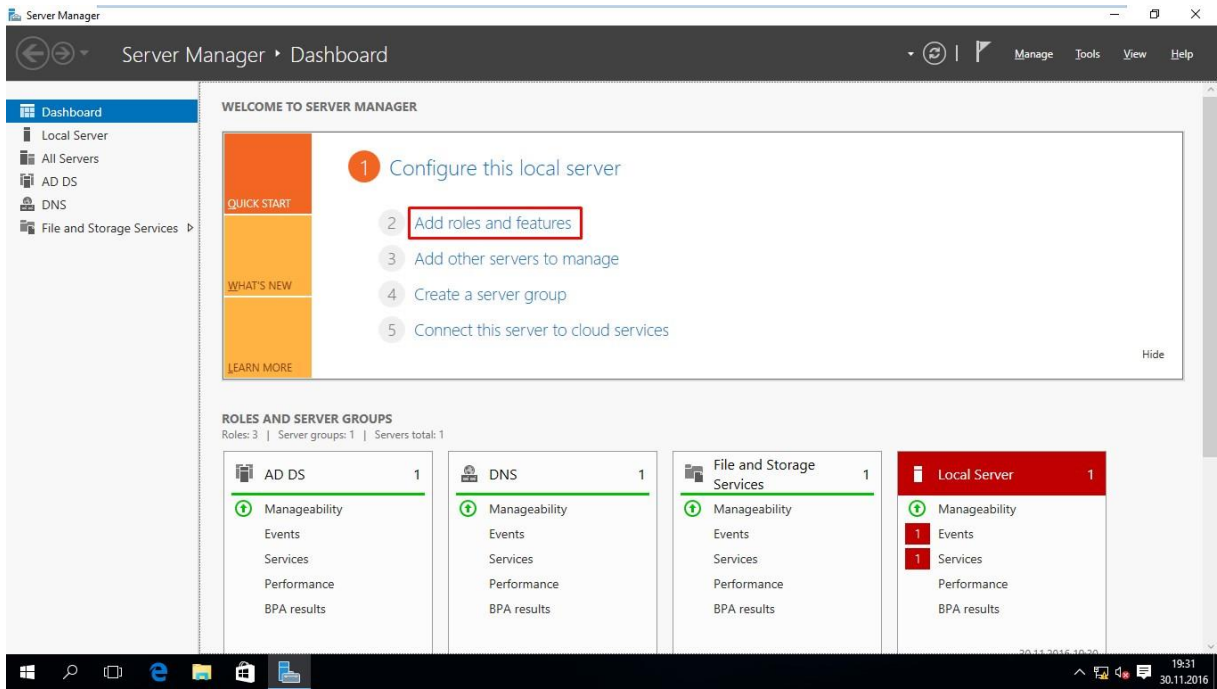 Server Manager
Server Manager • Dashboard
Manage Tools View Help
Dashboard
Local Server
All Servers
AD DS
DNS
File and Storage Services
WELCOME TO SERVER MANAGER
QUICK START
WHAT'S NEW
LEARN MORE
1 Configure this local server
2 Add roles and features
3 Add other servers to manage
4 Create a server group
5 Connect this server to cloud services
Hide
ROLES AND SERVER GROUPS
Roles: 3 | Server groups: 1 | Servers total: 1
AD DS 1
Manageability
Events
Services
Performance
BPA results
DNS 1
Manageability
Events
Services
Performance
BPA results
File and Storage
Services 1
Manageability
Events
Services
Performance
BPA results
Local Server 1
Manageability
1 Events
1 Services
Performance
BPA results
19:31
30.11.2016